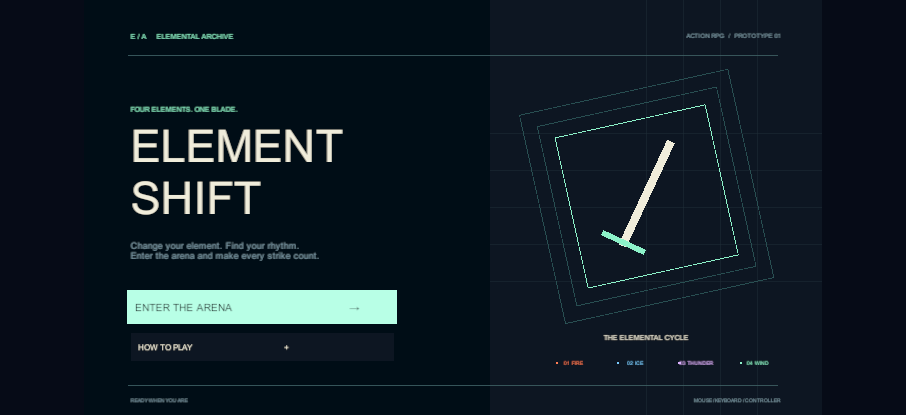 E / A ELEMENTAL ARCHIVE
ACTION RPG / PROTOTYPE 01
FOUR ELEMENTS. ONE BLADE.
ELEMENT
SHIFT
Change your element. Find your rhythm.
Enter the arena and make every strike count.
ENTER THE ARENA →
HOW TO PLAY +
THE ELEMENTAL CYCLE
01 FIRE
02 ICE
03 THUNDER
04 WIND
READY WHEN YOU ARE
MOUSE / KEYBOARD / CONTROLLER